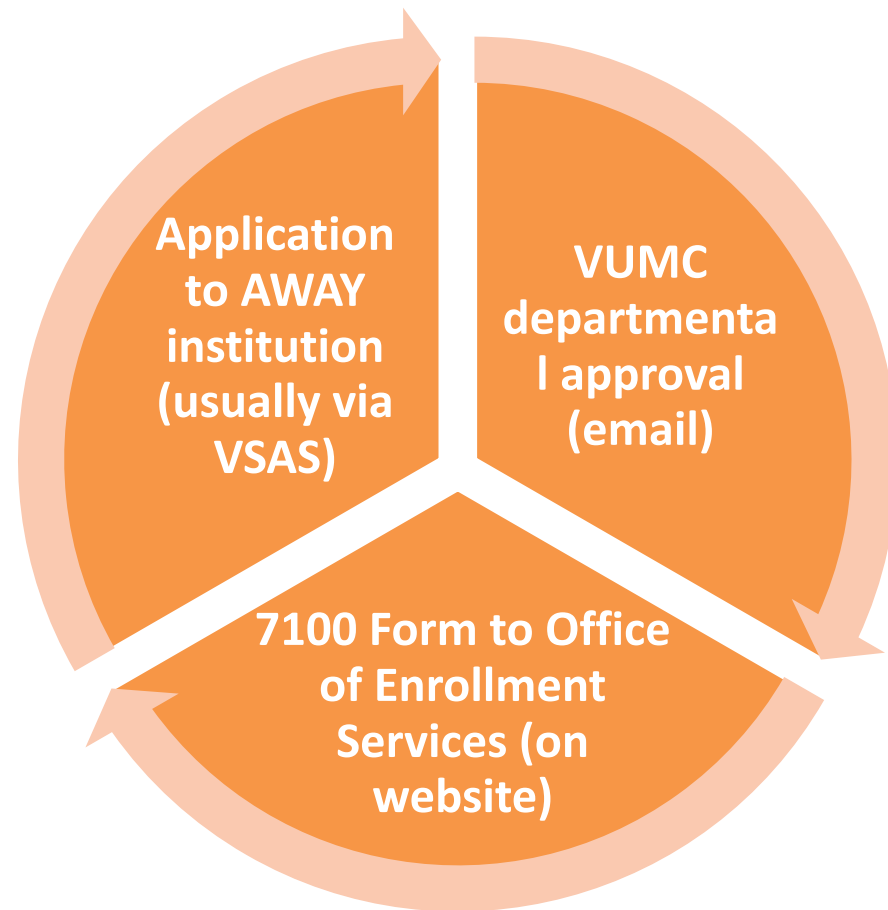 Application
to AWAY
institution
(usually via
VSAS)
VUMC
departmenta
l approval
(email)
7100 Form to Office
of Enrollment
Services (on
website)